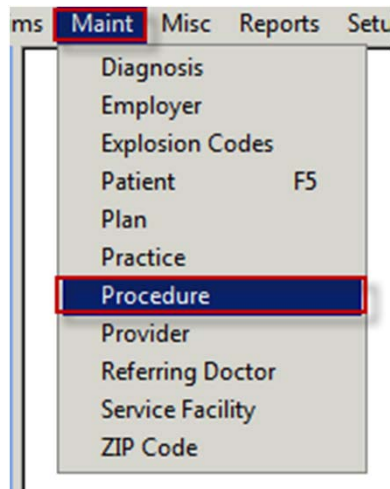 ms Maint Misc Reports Setu
Diagnosis
Employer
Explosion Codes
Patient F5
Plan
Practice
Procedure
Provider
Referring Doctor
Service Facility
ZIP Code